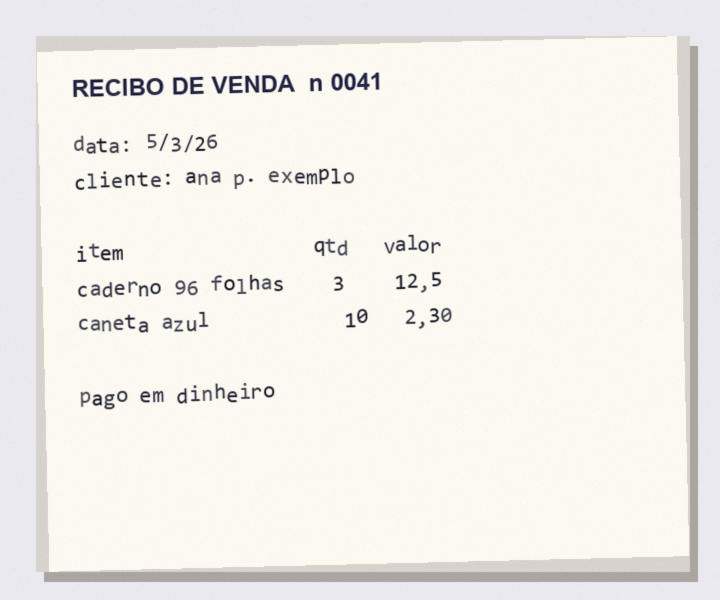 RECIBO DE VENDA n 0041
data: 5/3/26
cliente: ana p. exemplo
item qtd valor
caderno 96 folhas 3 12,5
caneta azul 10 2,30
pago em dinheiro